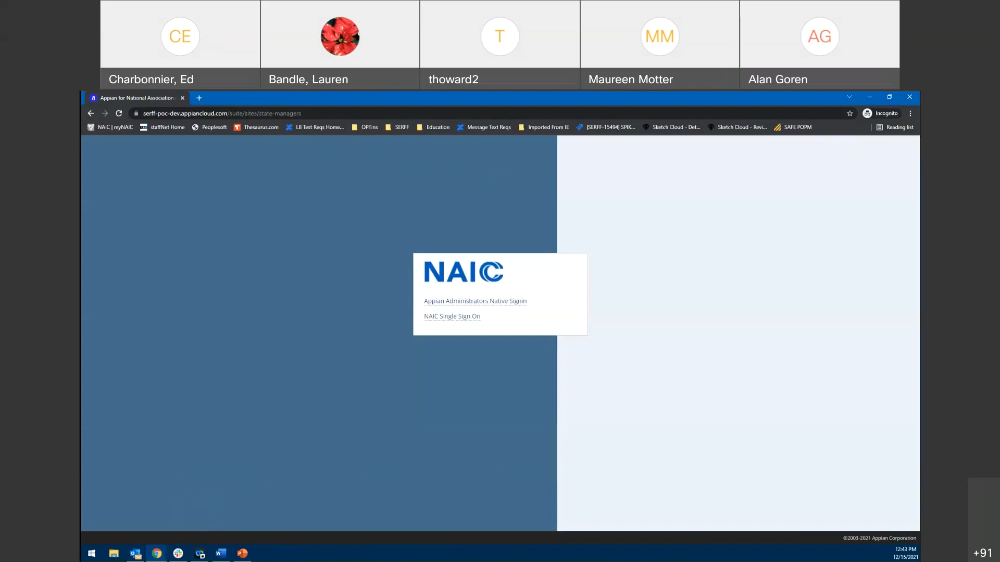 CE
T
MM
AG
Charbonnier, Ed
Bandle, Lauren
thoward2
Maureen Motter
Alan Goren
a Appian for National Association
serff-poc-dev.appiancloud.com/suite/sites/state-managers
Incognito
NAIC | myNAIC
staffNet Home
Peoplesoft
T Thesaurus.com
LB Test Reqs Home...
OPTins
SERFF
Education
Message Text Reqs
Imported From IE
[SERFF-15494] SPIK...
Sketch Cloud - Det...
Sketch Cloud - Revi...
SAFE POPM
Reading list
NAIC
Appian Administrators Native Signin
NAIC Single Sign On
©2003-2021 Appian Corporation
12:43 PM
12/15/2021
+91